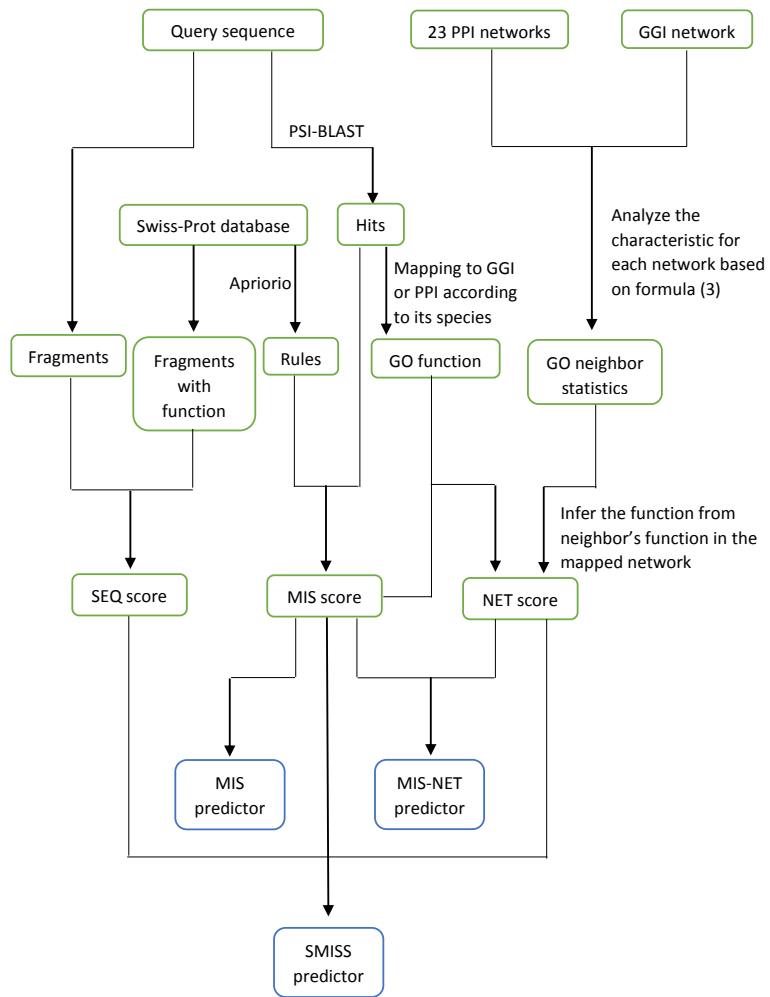 Query sequence
23 PPI networks
GGI network
PSI-BLAST
Swiss-Prot database
Hits
Analyze the
characteristic for
each network based
on formula (3)
Apriorio
Mapping to GGI
or PPI according
to its species
Fragments
Fragments
with
function
Rules
GO function
GO neighbor
statistics
Infer the function from
neighbor’s function in the
mapped network
SEQ score
MIS score
NET score
MIS
predictor
MIS-NET
predictor
SMISS
predictor